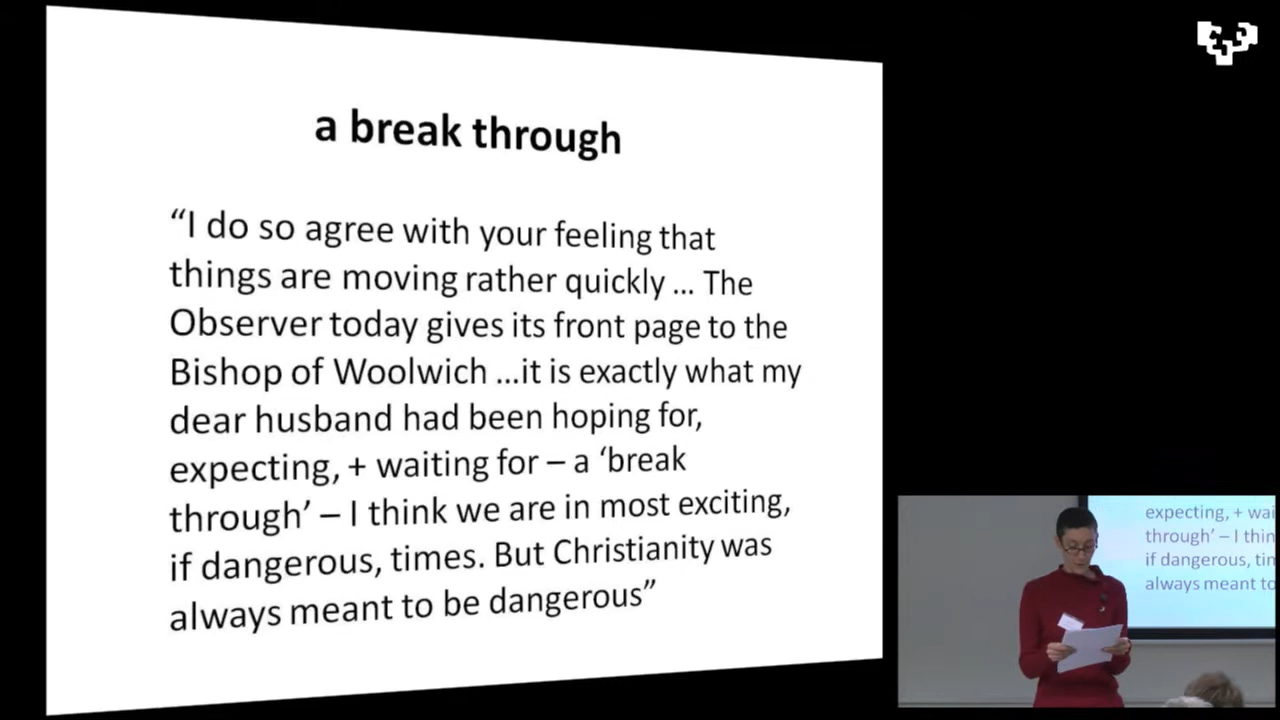 a break through
“I do so agree with your feeling that
things are moving rather quickly ... The
Observer today gives its front page to the
Bishop of Woolwich ...it is exactly what my
dear husband had been hoping for,
expecting, + waiting for – a ‘break
through’ – I think we are in most exciting,
if dangerous, times. But Christianity was
always meant to be dangerous”
expecting, + wai
through’ – I thin
if dangerous, tin
always meant to